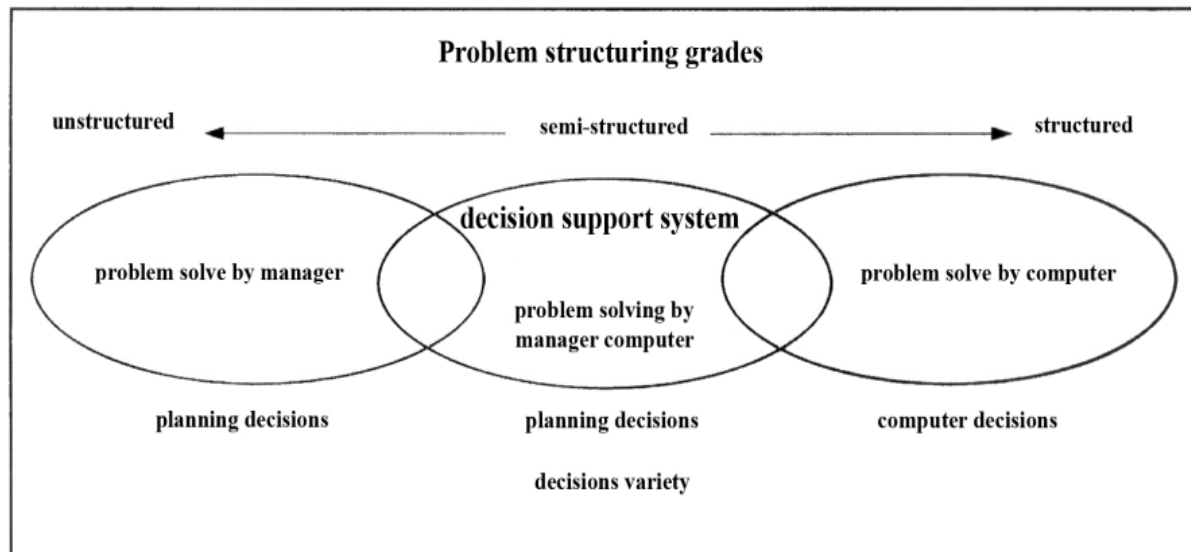 Problem structuring grades
unstructured
semi-structured
structured
decision support system
problem solve by manager
problem solve by computer
problem solving by
manager computer
planning decisions
planning decisions
computer decisions
decisions variety